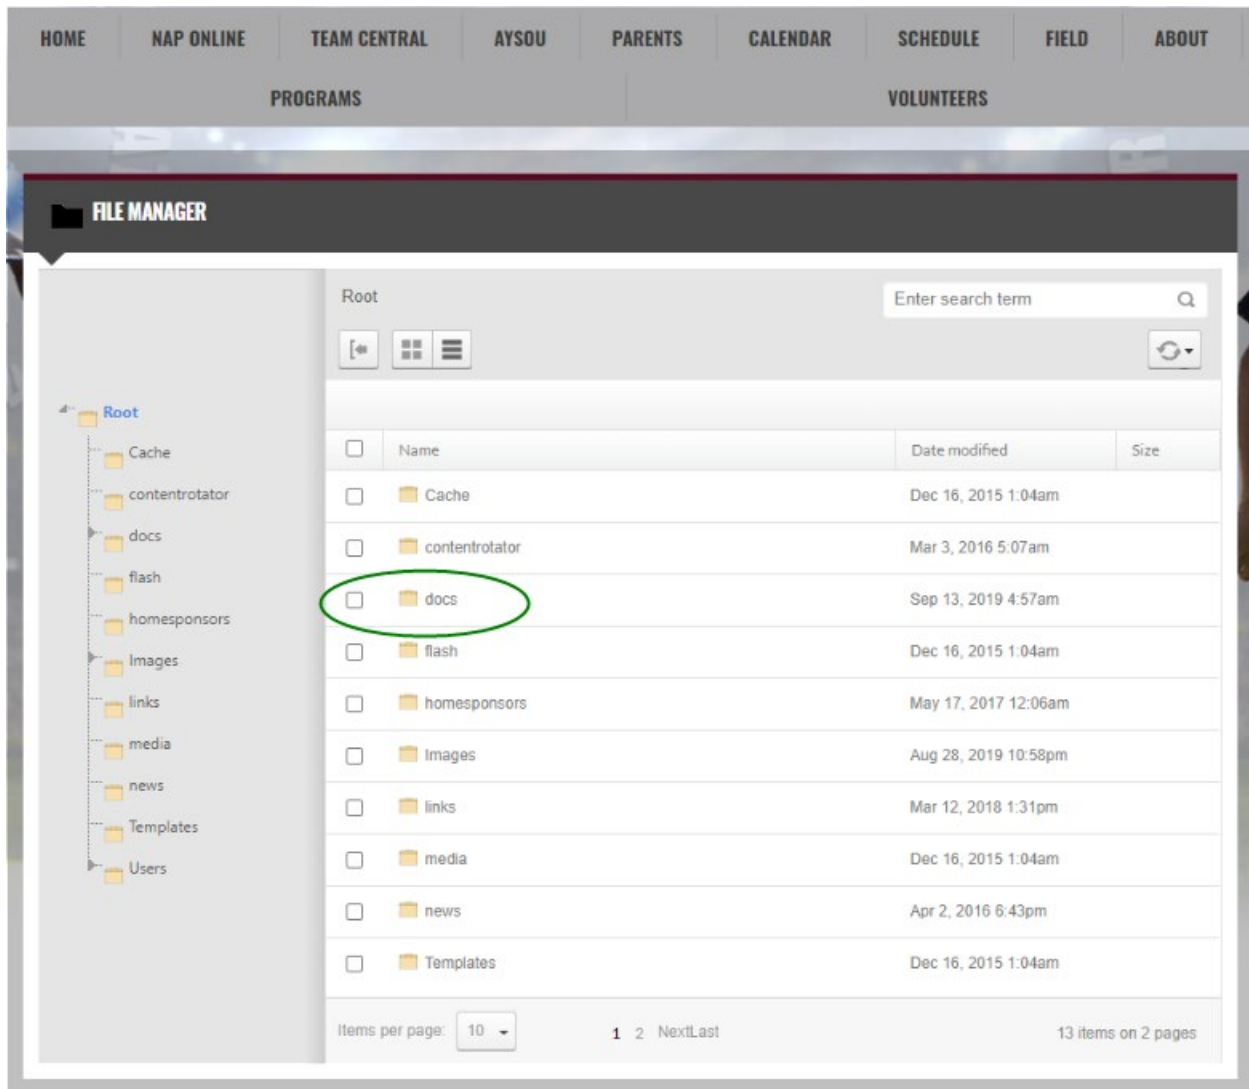 HOME NAP ONLINE TEAM CENTRAL AYSOU PARENTS CALENDAR SCHEDULE FIELD ABOUT
PROGRAMS VOLUNTEERS
FILE MANAGER
Root Enter search term
Root
Cache
contentrotator
docs
flash
homesponsors
Images
links
media
news
Templates
Users
Name Date modified Size
Cache Dec 16, 2015 1:04am
contentrotator Mar 3, 2016 5:07am
docs Sep 13, 2019 4:57am
flash Dec 16, 2015 1:04am
homesponsors May 17, 2017 12:06am
Images Aug 28, 2019 10:58pm
links Mar 12, 2018 1:31pm
media Dec 16, 2015 1:04am
news Apr 2, 2016 6:43pm
Templates Dec 16, 2015 1:04am
Items per page: 10 1 2 NextLast 13 items on 2 pages